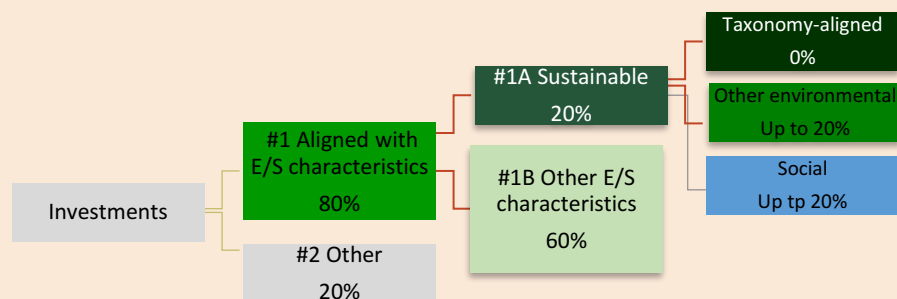 Investments
#1 Aligned with
E/S characteristics
80%
#2 Other
20%
#1A Sustainable
20%
#1B Other E/S
characteristics
60%
Taxonomy-aligned
0%
Other environmental
Up to 20%
Social
Up tp 20%